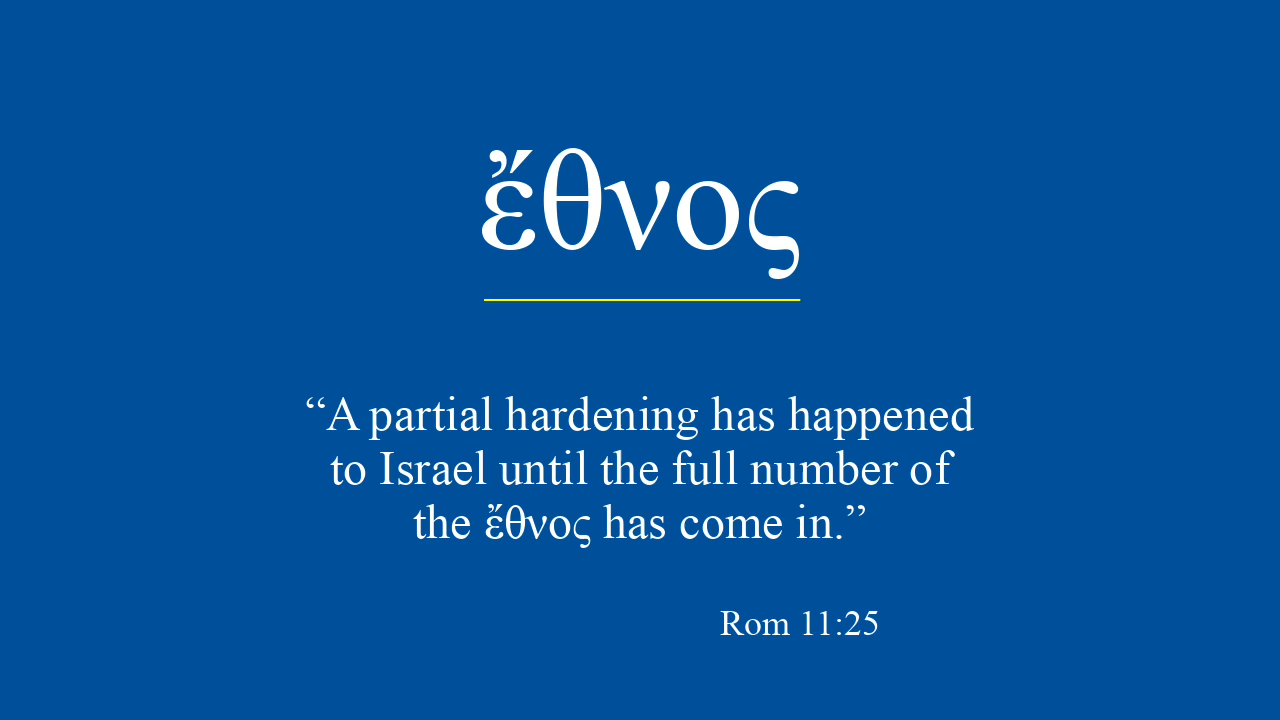 ἔθνος
“A partial hardening has happened
to Israel until the full number of
the ἔθνος has come in.”
Rom 11:25